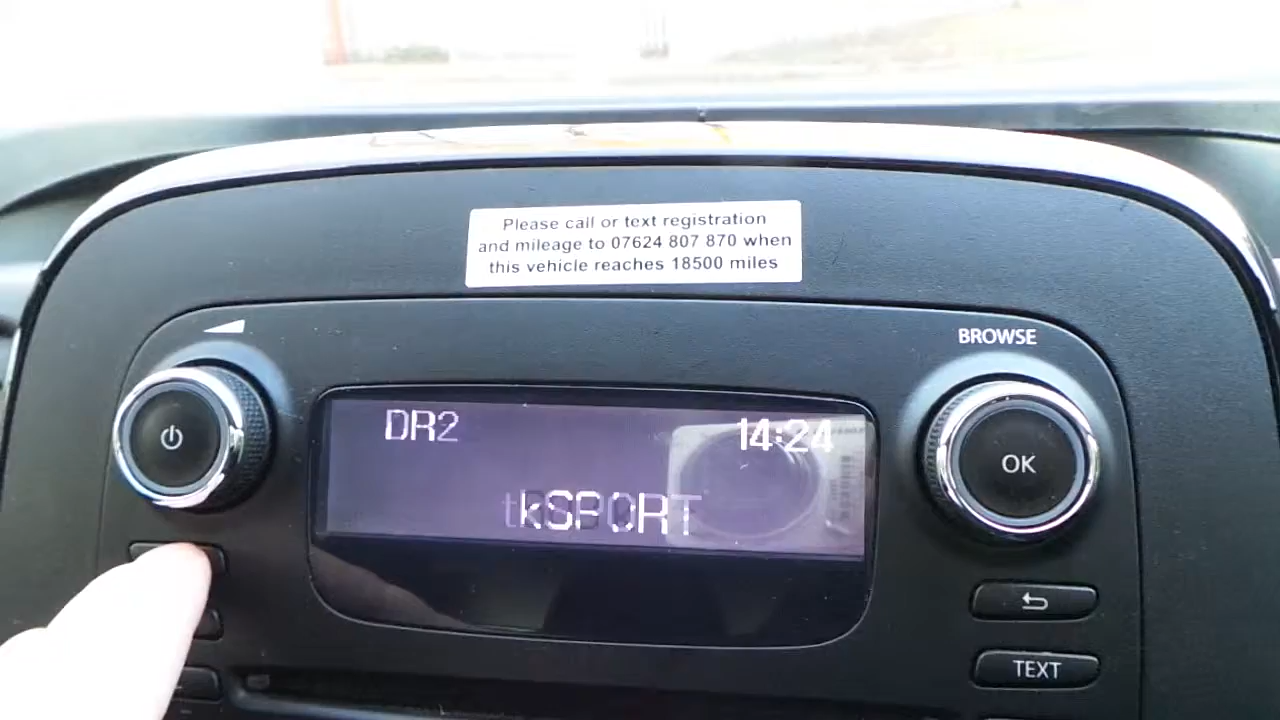 Please call or text registration
and mileage to 07624 807 870 when
this vehicle reaches 18500 miles
BROWSE
DR2
14:24
kSPORT
OK
TEXT